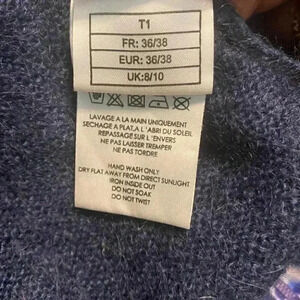 T1
FR: 36/38
EUR: 36/38
UK:8/10
LAVAGE A LA MAIN UNIQUEMENT
SECHAGE A PLAT,A L'ABRI DU SOLEIL
REPASSAGE SUR L'ENVERS
NE PAS LAISSER TREMPER
NE PAS TORDRE
HAND WASH ONLY
DRY FLAT AWAY FROM DIRECT SUNLIGHT
IRON INSIDE OUT
DO NOT SOAK
DO NOT TWIST